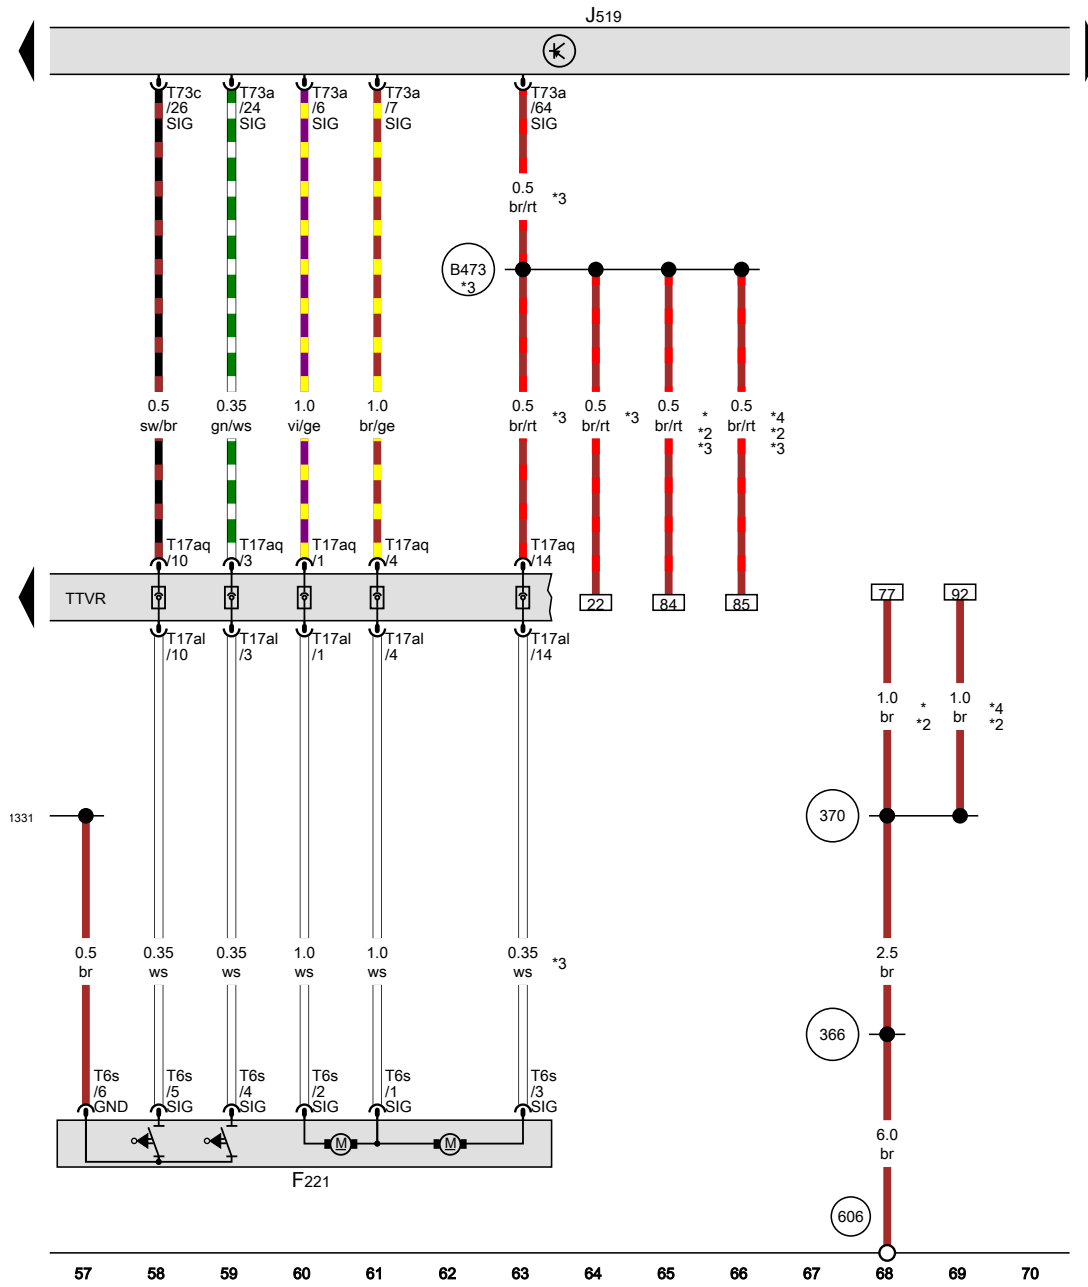 J519
T73c
/26
SIG
T73a
/24
SIG
T73a
/6
SIG
T73a
/7
SIG
T73a
/64
SIG
0.5
br/rt
*3
B473
*3
0.5
sw/br
0.35
gn/ws
1.0
vi/ge
1.0
br/ge
0.5
br/rt
*3
0.5
br/rt
*3
0.5
br/rt
*
*2
*3
0.5
br/rt
*4
*2
*3
T17aq
/10
T17aq
/3
T17aq
/1
T17aq
/4
T17aq
/14
TTVR
22
84
85
77
92
T17al
/10
T17al
/3
T17al
/1
T17al
/4
T17al
/14
1.0
br
*
*2
1.0
br
*4
*2
1331
370
0.5
br
0.35
ws
0.35
ws
1.0
ws
1.0
ws
0.35
ws
*3
2.5
br
366
T6s
/6
GND
T6s
/5
SIG
T6s
/4
SIG
T6s
/2
SIG
T6s
/1
SIG
T6s
/3
SIG
M
M
F221
6.0
br
606
57 58 59 60 61 62 63 64 65 66 67 68 69 70